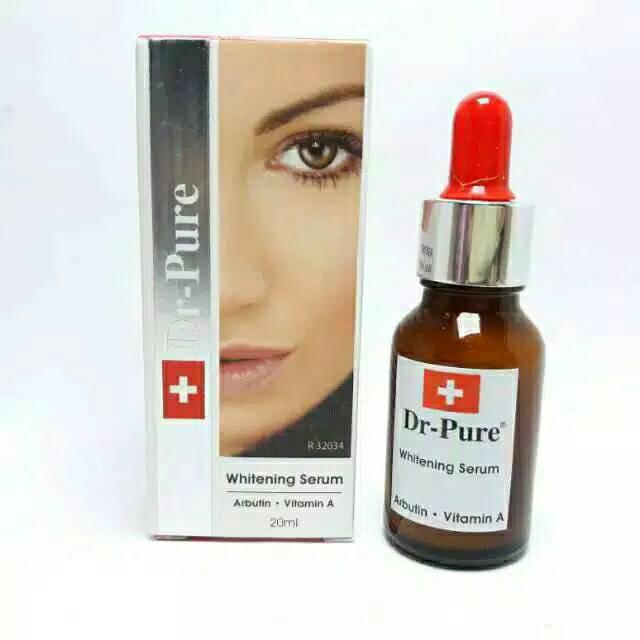 Dr-Pure
R 32034
Whitening Serum
Arbutin • Vitamin A
20ml
Dr-Pure®
Whitening Serum
Arbutin • Vitamin A